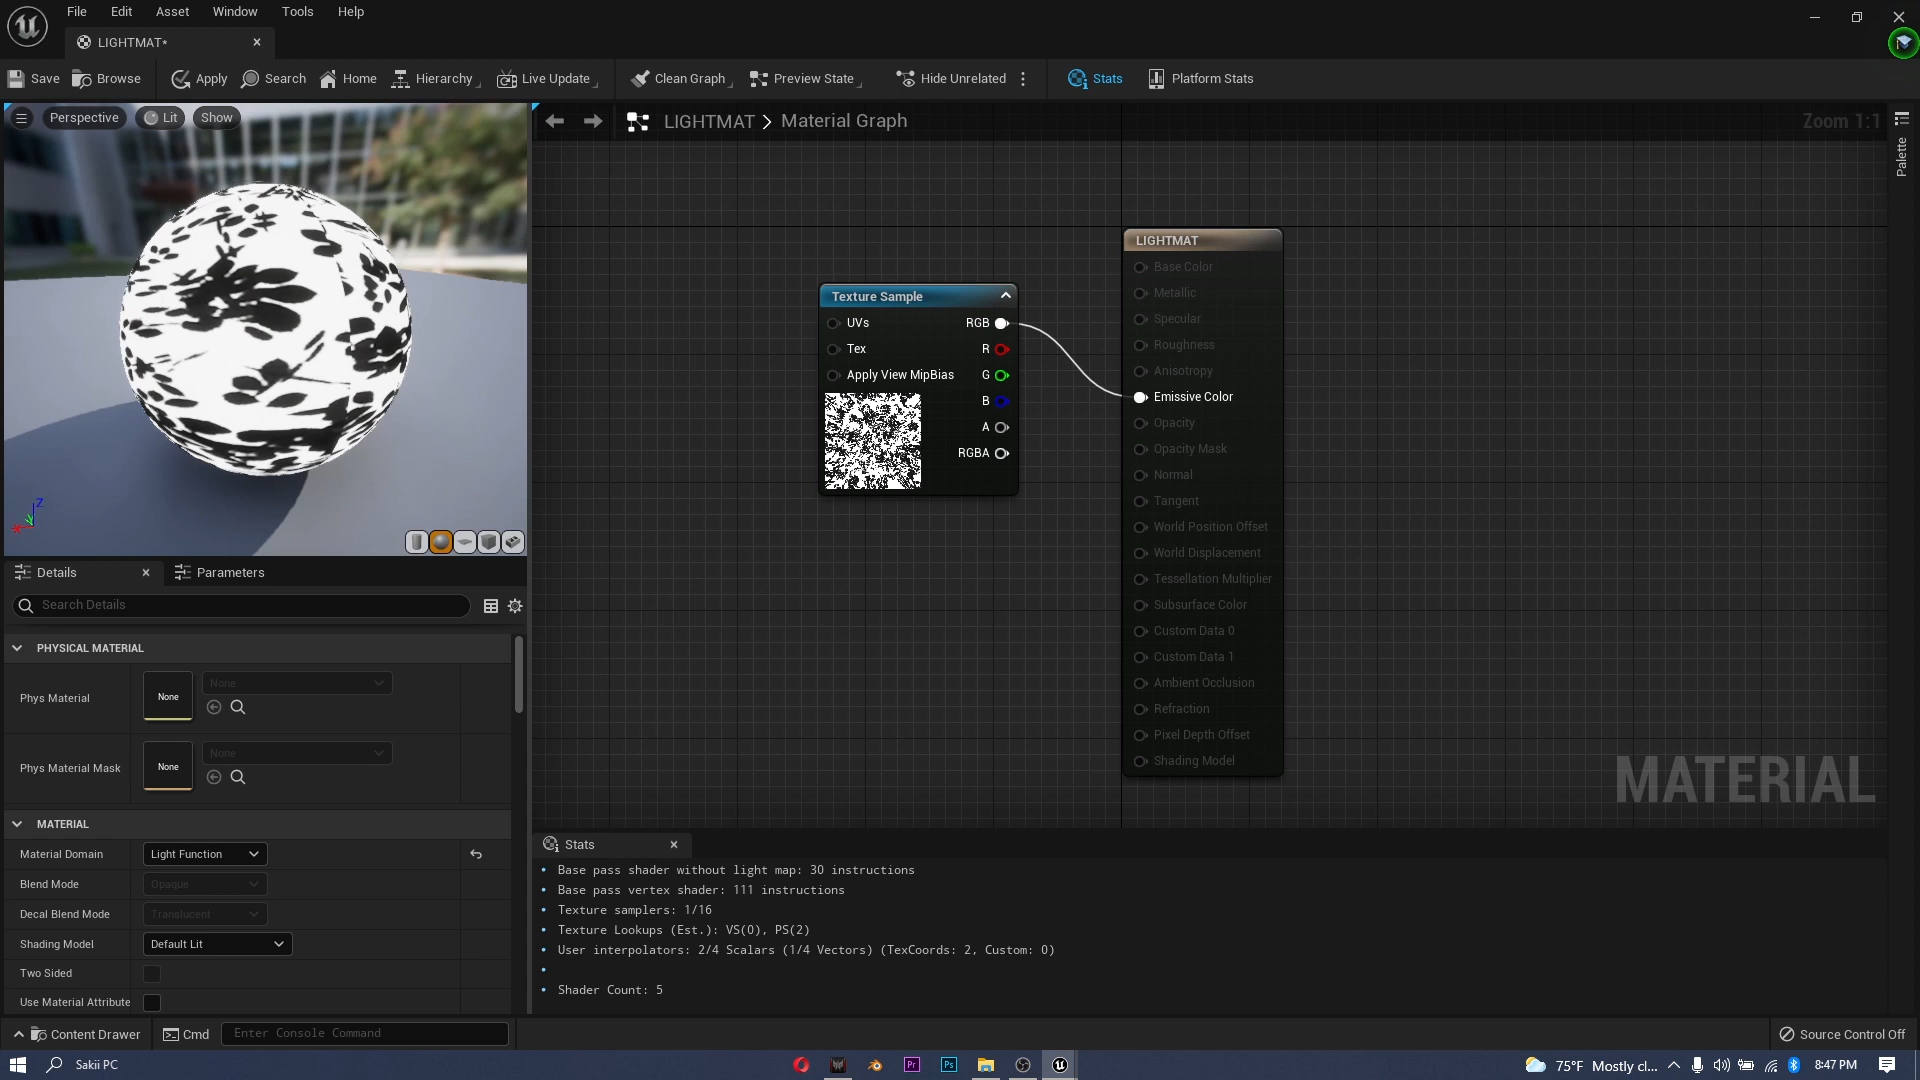 File Edit Asset Window Tools Help
LIGHTMAT*
Save Browse Apply Search Home Hierarchy Live Update Clean Graph Preview State Hide Unrelated Stats Platform Stats
Perspective Lit Show
LIGHTMAT > Material Graph
Zoom 1:1
Palette
LIGHTMAT
Base Color
Metallic
Specular
Roughness
Anisotropy
Emissive Color
Opacity
Opacity Mask
Normal
Tangent
World Position Offset
World Displacement
Tessellation Multiplier
Subsurface Color
Custom Data 0
Custom Data 1
Ambient Occlusion
Refraction
Pixel Depth Offset
Shading Model
Texture Sample
UVs RGB
Tex R
Apply View MipBias G
B
A
RGBA
MATERIAL
Z
Details Parameters
Search Details
PHYSICAL MATERIAL
Phys Material None None
Phys Material Mask None None
MATERIAL
Material Domain Light Function
Blend Mode Opaque
Decal Blend Mode Translucent
Shading Model Default Lit
Two Sided
Use Material Attribute
Stats
Base pass shader without light map: 30 instructions
Base pass vertex shader: 111 instructions
Texture samplers: 1/16
Texture Lookups (Est.): VS(0), PS(2)
User interpolators: 2/4 Scalars (1/4 Vectors) (TexCoords: 2, Custom: 0)
Shader Count: 5
Content Drawer Cmd Enter Console Command Source Control Off
Sakii PC Pr Ps 75°F Mostly cl... 8:47 PM